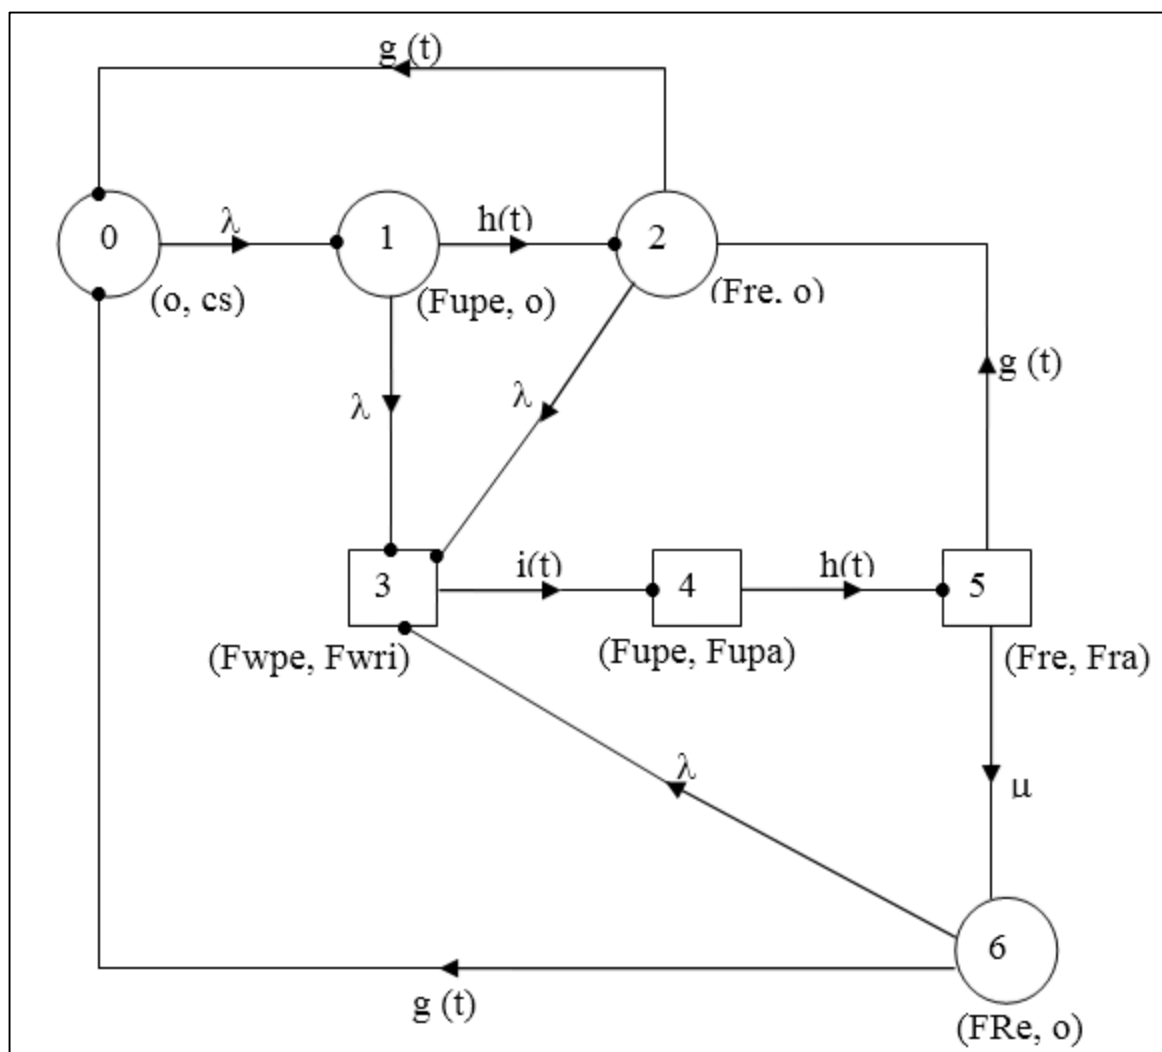 g (t)
0
λ
1
h(t)
2
(o, cs)
(Fupe, o)
(Fre, o)
g (t)
λ
λ
3
i(t)
4
h(t)
5
(Fwpe, Fwri)
(Fupe, Fupa)
(Fre, Fra)
λ
μ
6
g (t)
(FRe, o)